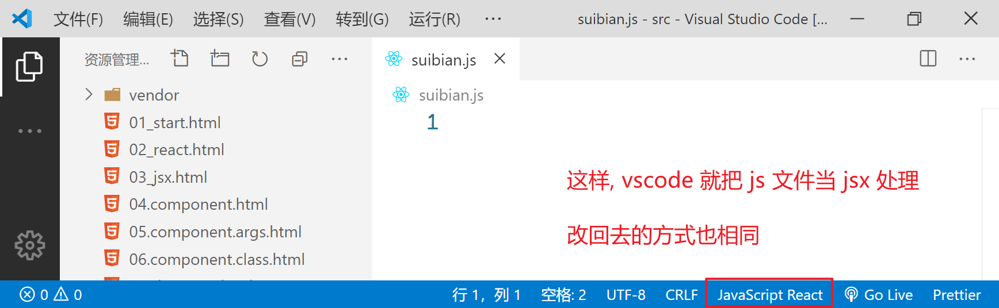 文件(F) 编辑(E) 选择(S) 查看(V) 转到(G) 运行(R) ··· suibian.js - src - Visual Studio Code [...
资源管理... suibian.js
vendor
01_start.html
02_react.html
03_jsx.html
04.component.html
05.component.args.html
06.component.class.html
suibian.js
1
这样, vscode 就把 js 文件当 jsx 处理
改回去的方式也相同
0 0 行 1，列 1 空格: 2 UTF-8 CRLF JavaScript React Go Live Prettier